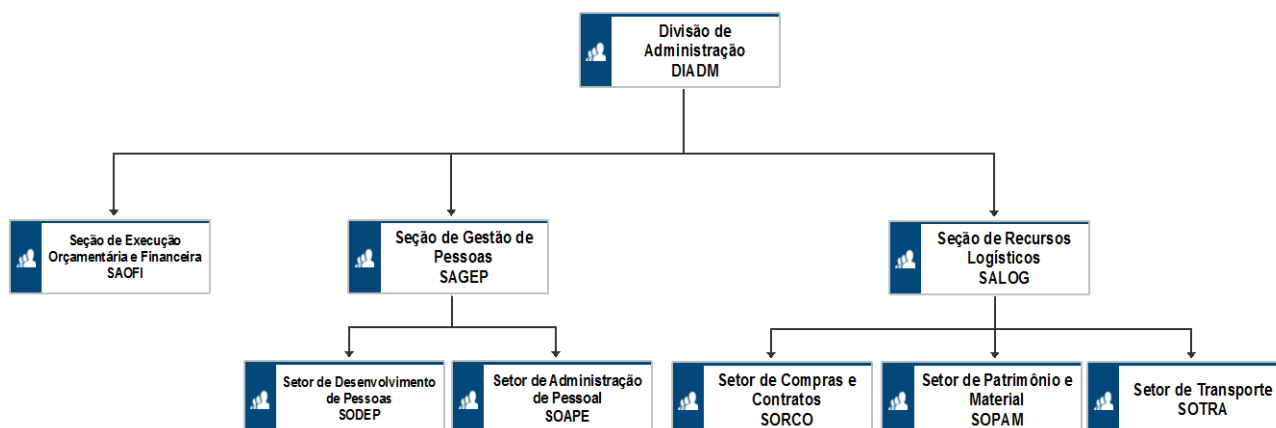 Divisão de
Administração
DIADM
Seção de Execução
Orçamentária e Financeira
SAOFI
Seção de Gestão de
Pessoas
SAGEP
Seção de Recursos
Logísticos
SALOG
Setor de Desenvolvimento
de Pessoas
SODEP
Setor de Administração
de Pessoal
SOAPE
Setor de Compras e
Contratos
SORCO
Setor de Patrimônio e
Material
SOPAM
Setor de Transporte
SOTRA